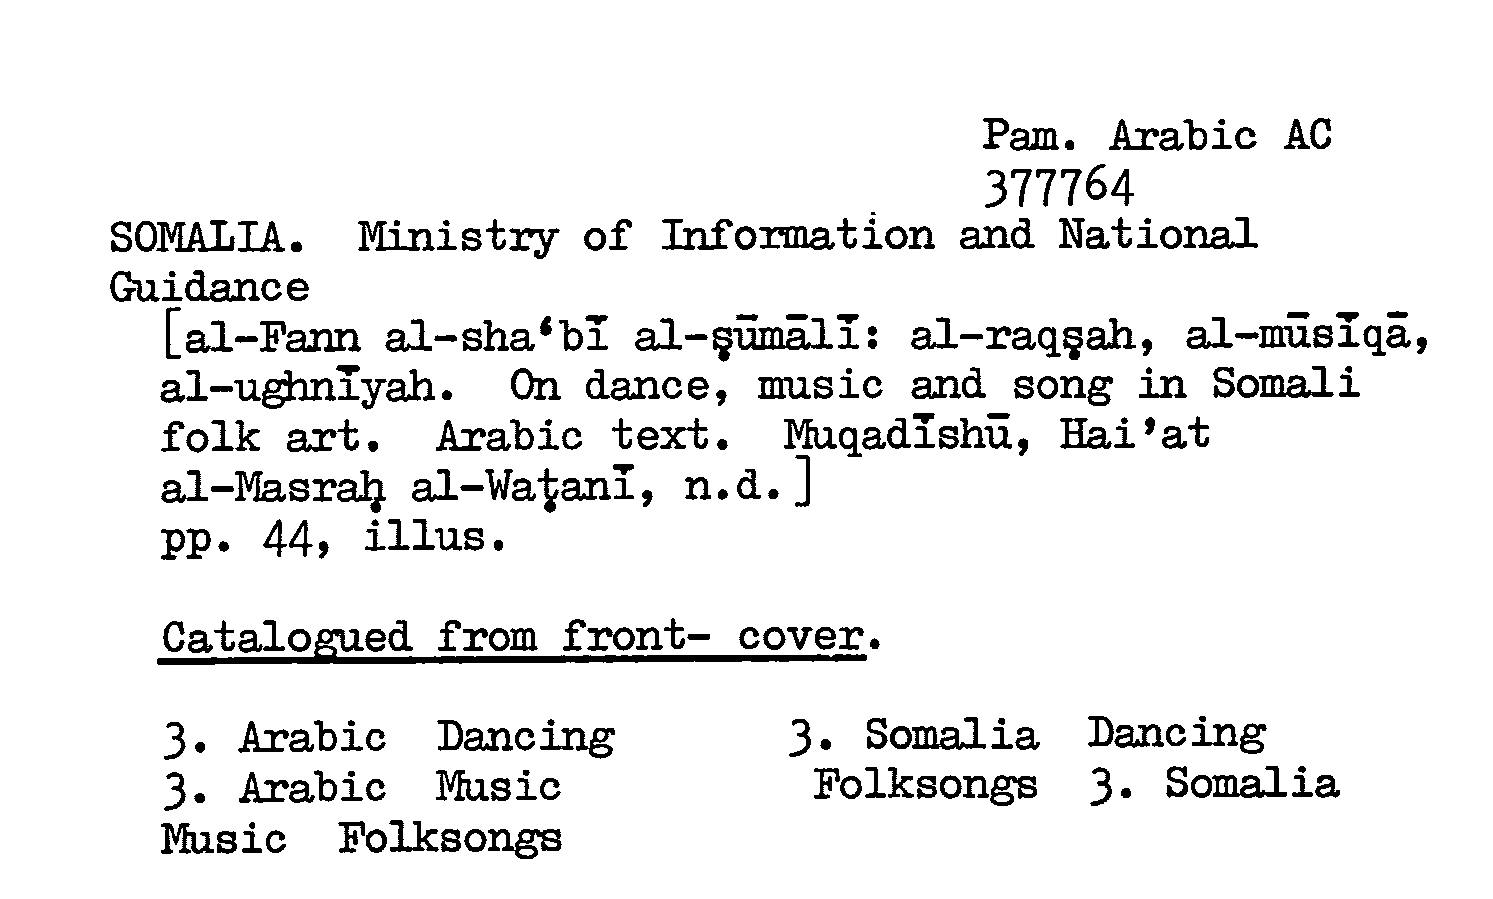 Pam. Arabic AC
377764
SOMALIA. Ministry of Information and National
Guidance
[al-Fann al-sha‘bī al-ṣūmālī: al-raqṣah, al-mūsīqā,
al-ughnīyah. On dance, music and song in Somali
folk art. Arabic text. Muqadīshū, Hai’at
al-Masraḥ al-Waṭanī, n.d.]
pp. 44, illus.
Catalogued from front- cover.
3. Arabic Dancing 3. Somalia Dancing
3. Arabic Music Folksongs 3. Somalia
Music Folksongs